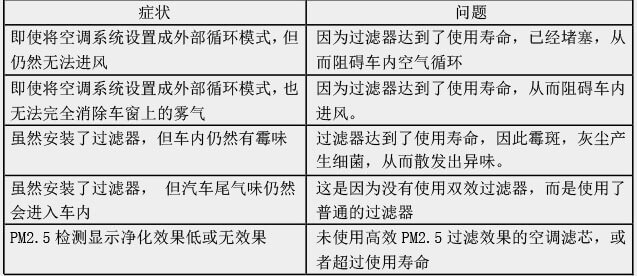 症状
问题
即使将空调系统设置成外部循环模式，但
仍然无法进风
因为过滤器达到了使用寿命，已经堵塞，从
而阻碍车内空气循环
即使将空调系统设置成外部循环模式，也
无法完全消除车窗上的雾气
因为过滤器达到了使用寿命，从而阻碍车内
进风。
虽然安装了过滤器，但车内仍然有霉味
过滤器达到了使用寿命，因此霉斑，灰尘产
生细菌，从而散发出异味。
虽然安装了过滤器， 但汽车尾气味仍然
会进入车内
这是因为没有使用双效过滤器，而是使用了
普通的过滤器
PM2.5 检测显示净化效果低或无效果
未使用高效 PM2.5 过滤效果的空调滤芯，或
者超过使用寿命